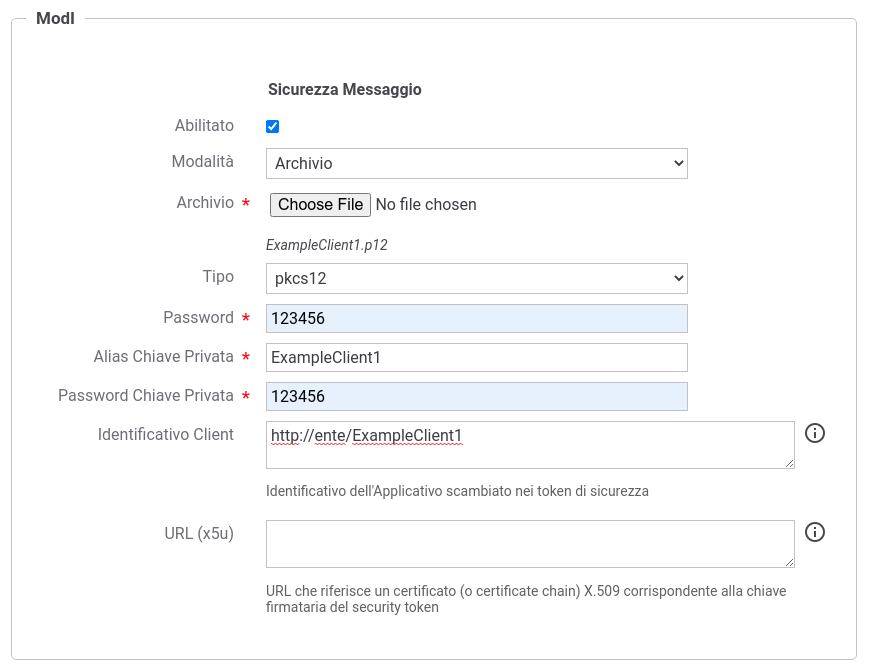 ModI
Sicurezza Messaggio
Abilitato
Modalità Archivio
Archivio * Choose File No file chosen
ExampleClient1.p12
Tipo pkcs12
Password * 123456
Alias Chiave Privata * ExampleClient1
Password Chiave Privata * 123456
Identificativo Client http://ente/ExampleClient1
Identificativo dell'Applicativo scambiato nei token di sicurezza
URL (x5u)
URL che riferisce un certificato (o certificate chain) X.509 corrispondente alla chiave
firmataria del security token